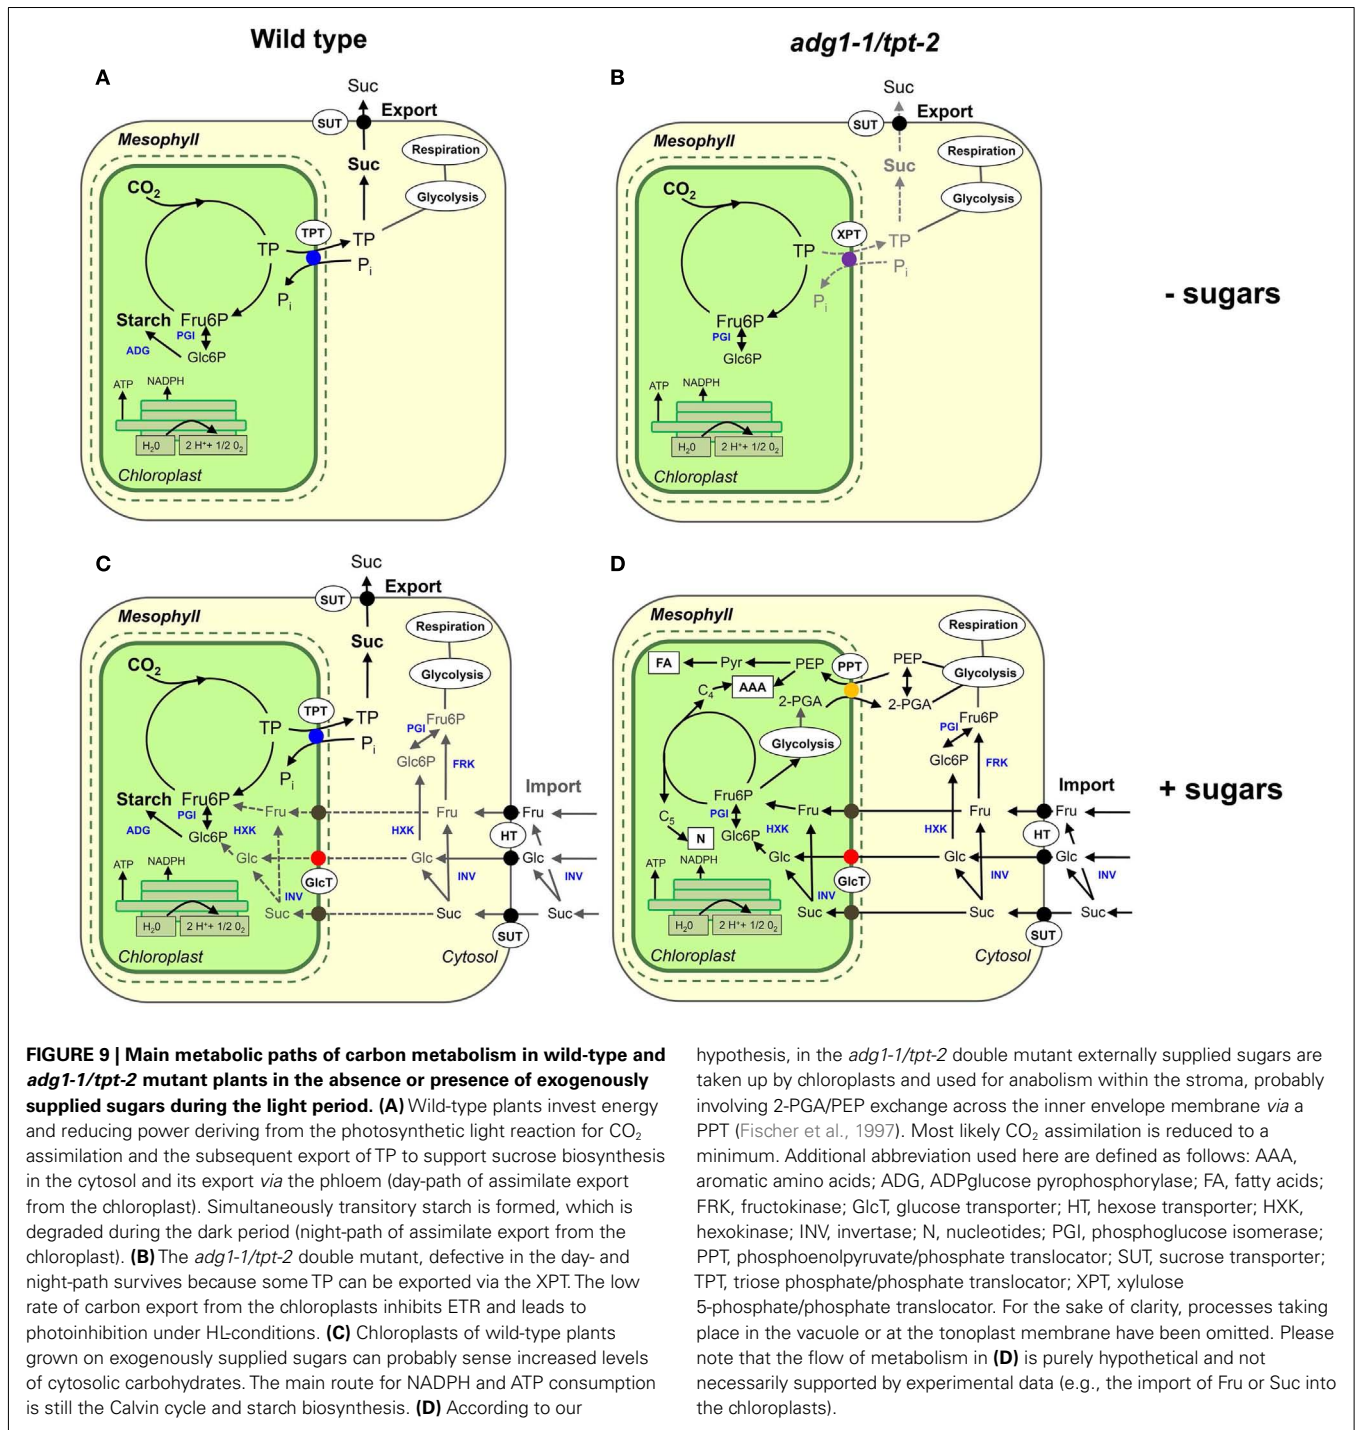 Wild type
adg1-1/tpt-2
A
Suc
Export
SUT
Mesophyll
Respiration
Suc
Glycolysis
CO2
TPT
TP
TP
Pi
Pi
Starch
Fru6P
PGI
ADG
Glc6P
ATP
NADPH
H20
2 H++ 1/2 02
Chloroplast
B
Suc
Export
SUT
Mesophyll
Respiration
Suc
Glycolysis
CO2
XPT
TP
TP
Pi
Pi
Fru6P
PGI
Glc6P
ATP
NADPH
H20
2 H++ 1/2 02
Chloroplast
- sugars
C
Suc
Export
SUT
Mesophyll
Respiration
Suc
Glycolysis
CO2
TPT
TP
TP
Fru6P
PGI
Pi
Glc6P
FRK
Pi
Import
Starch
Fru6P
PGI
Fru
Fru
Fru
ADG
Glc6P
HXK
HXK
HT
Glc
Glc
Glc
ATP
NADPH
GlcT
INV
INV
INV
Suc
Suc
Suc
H20
2 H++ 1/2 02
SUT
Chloroplast
Cytosol
D
Mesophyll
Respiration
FA
Pyr
PEP
PPT
PEP
Glycolysis
C4
AAA
2-PGA
2-PGA
Fru6P
PGI
Glycolysis
Glc6P
FRK
Import
Fru6P
Fru
Fru
Fru
C5
PGI
HXK
HXK
HT
N
Glc6P
Glc
Glc
Glc
ATP
NADPH
GlcT
INV
INV
INV
Suc
Suc
Suc
H20
2 H++ 1/2 02
SUT
Chloroplast
Cytosol
+ sugars
FIGURE 9 | Main metabolic paths of carbon metabolism in wild-type and
adg1-1/tpt-2 mutant plants in the absence or presence of exogenously
supplied sugars during the light period. (A) Wild-type plants invest energy
and reducing power deriving from the photosynthetic light reaction for CO2
assimilation and the subsequent export of TP to support sucrose biosynthesis
in the cytosol and its export via the phloem (day-path of assimilate export
from the chloroplast). Simultaneously transitory starch is formed, which is
degraded during the dark period (night-path of assimilate export from the
chloroplast). (B) The adg1-1/tpt-2 double mutant, defective in the day- and
night-path survives because some TP can be exported via the XPT. The low
rate of carbon export from the chloroplasts inhibits ETR and leads to
photoinhibition under HL-conditions. (C) Chloroplasts of wild-type plants
grown on exogenously supplied sugars can probably sense increased levels
of cytosolic carbohydrates. The main route for NADPH and ATP consumption
is still the Calvin cycle and starch biosynthesis. (D) According to our
hypothesis, in the adg1-1/tpt-2 double mutant externally supplied sugars are
taken up by chloroplasts and used for anabolism within the stroma, probably
involving 2-PGA/PEP exchange across the inner envelope membrane via a
PPT (Fischer et al., 1997). Most likely CO2 assimilation is reduced to a
minimum. Additional abbreviation used here are defined as follows: AAA,
aromatic amino acids; ADG, ADPglucose pyrophosphorylase; FA, fatty acids;
FRK, fructokinase; GlcT, glucose transporter; HT, hexose transporter; HXK,
hexokinase; INV, invertase; N, nucleotides; PGI, phosphoglucose isomerase;
PPT, phosphoenolpyruvate/phosphate translocator; SUT, sucrose transporter;
TPT, triose phosphate/phosphate translocator; XPT, xylulose
5-phosphate/phosphate translocator. For the sake of clarity, processes taking
place in the vacuole or at the tonoplast membrane have been omitted. Please
note that the flow of metabolism in (D) is purely hypothetical and not
necessarily supported by experimental data (e.g., the import of Fru or Suc into
the chloroplasts).